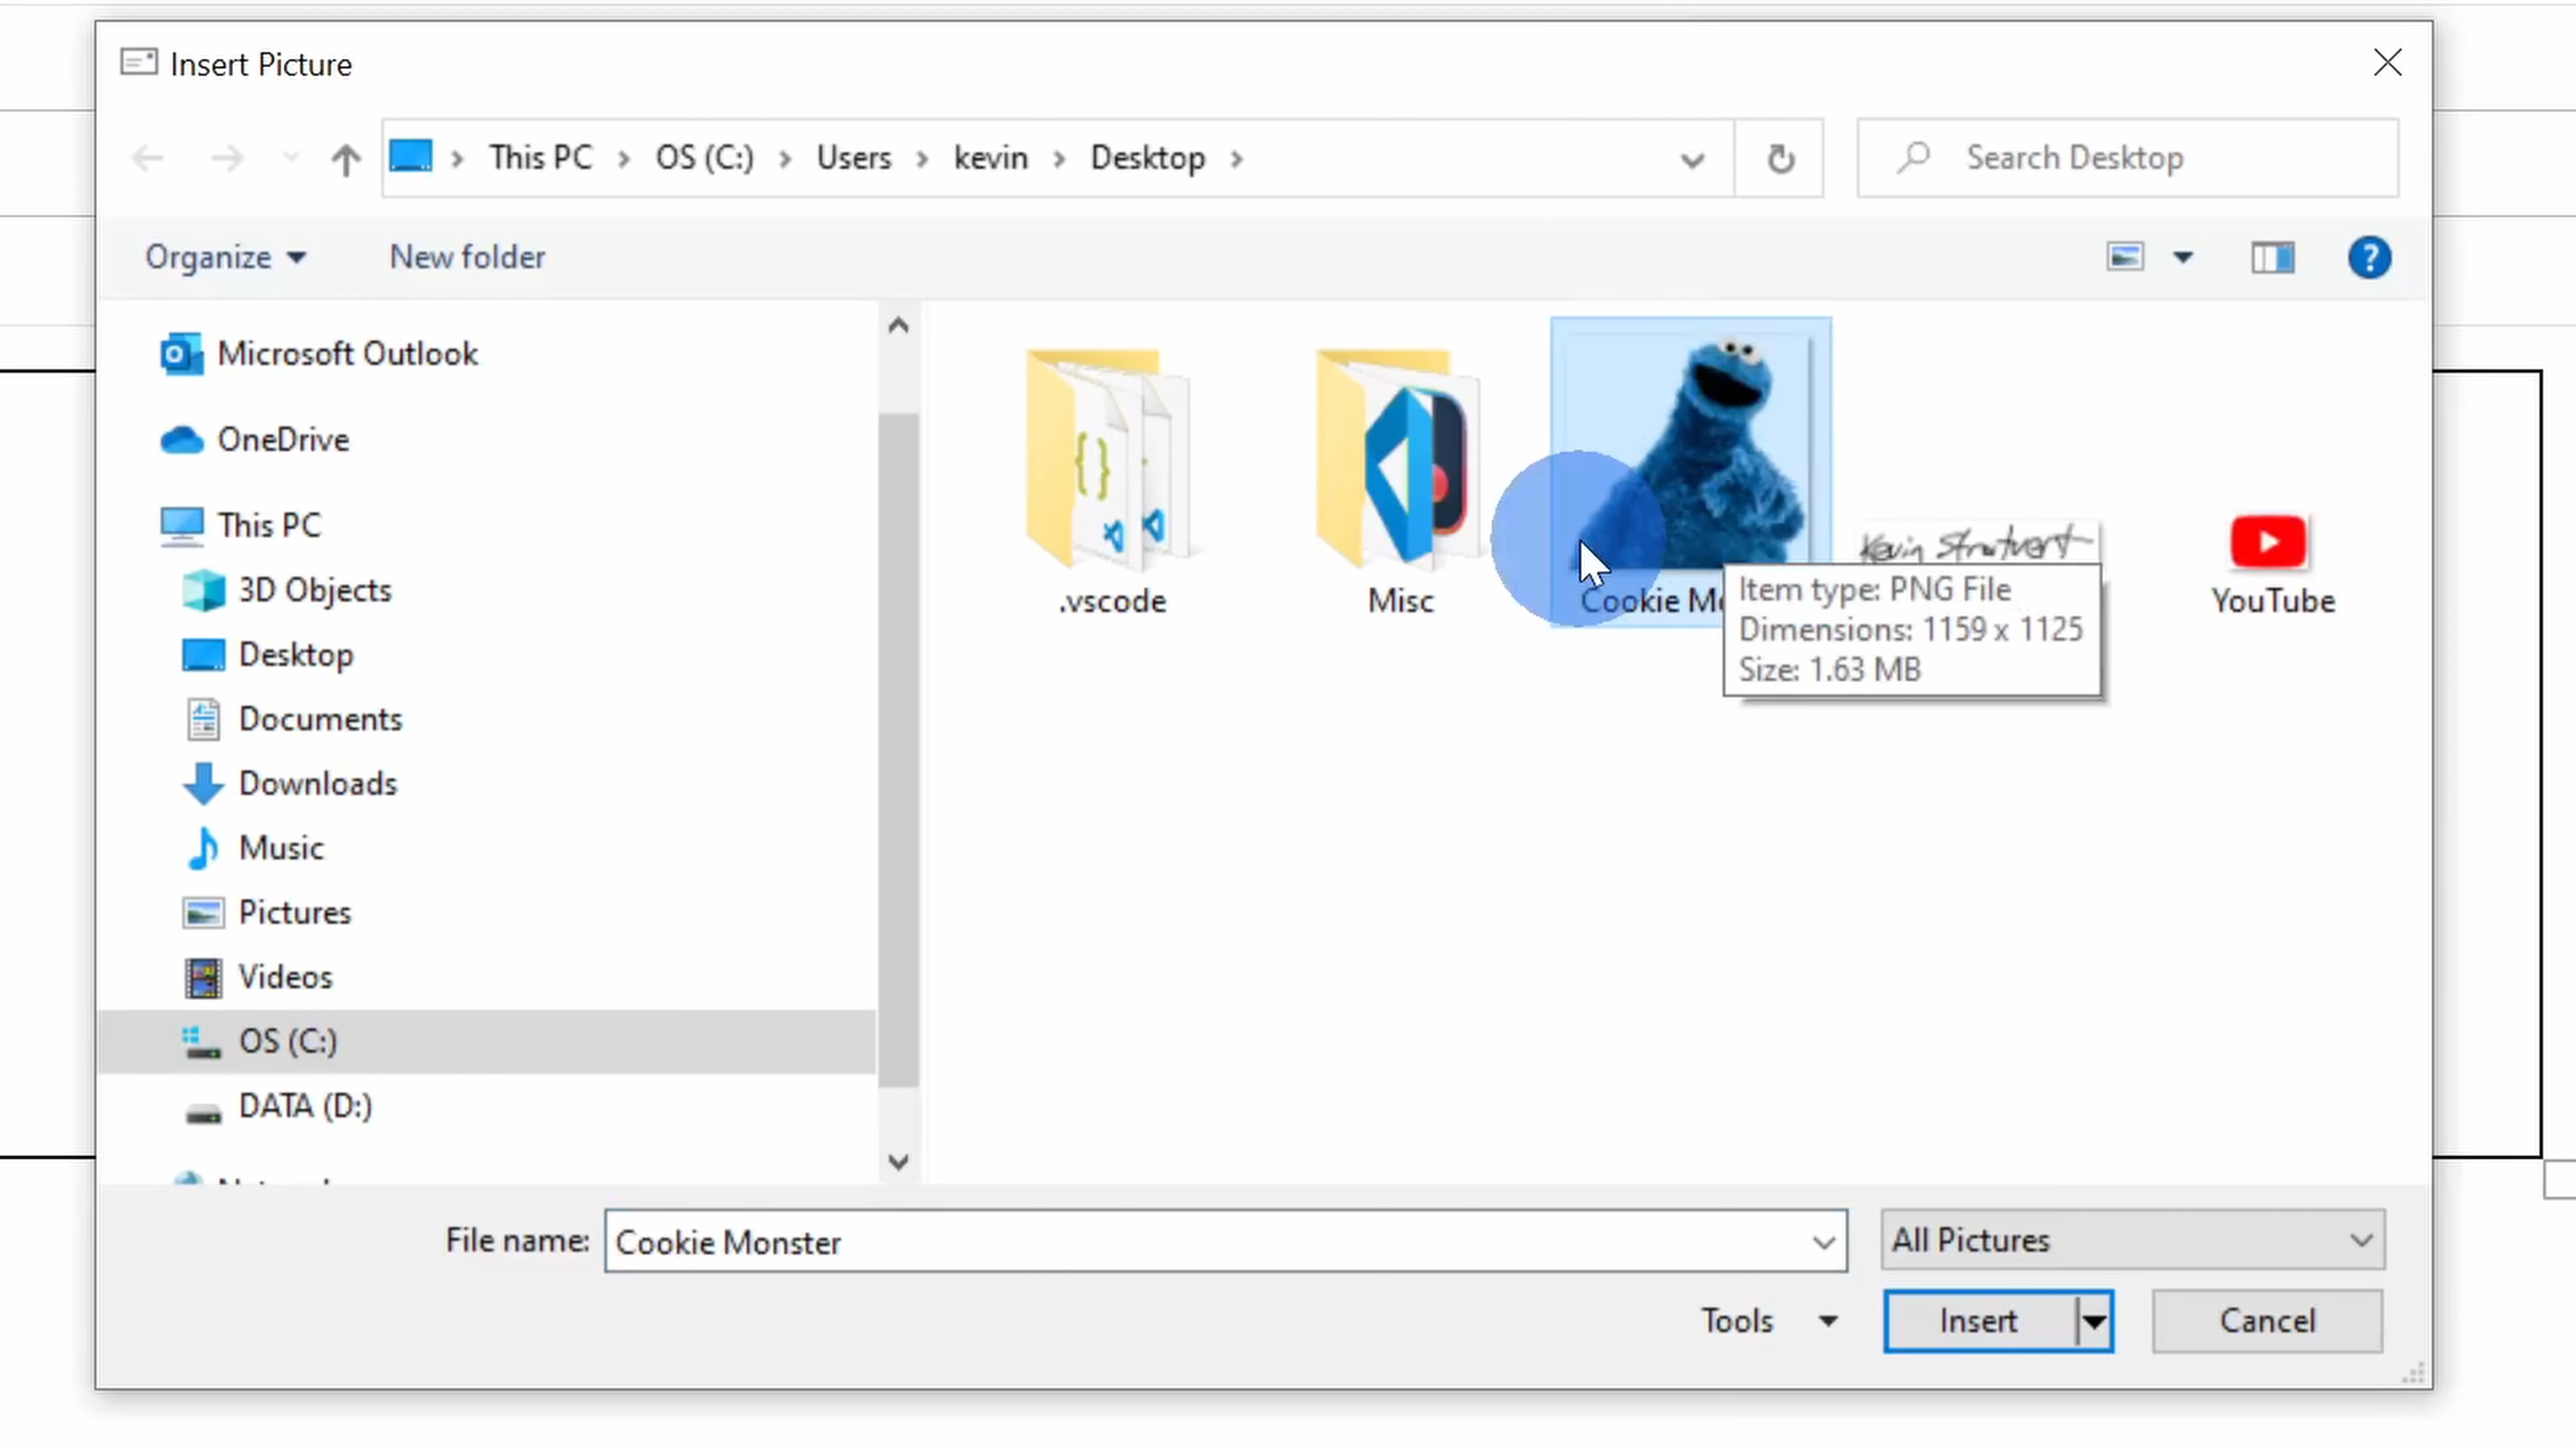 Insert Picture
This PC
OS (C:)
Users
kevin
Desktop
Search Desktop
Organize
New folder
Microsoft Outlook
OneDrive
This PC
3D Objects
Desktop
Documents
Downloads
Music
Pictures
Videos
OS (C:)
DATA (D:)
.vscode
Misc
Cookie Mo
Kevin Stratvert
YouTube
Item type: PNG File
Dimensions: 1159 x 1125
Size: 1.63 MB
File name:
Cookie Monster
All Pictures
Tools
Insert
Cancel